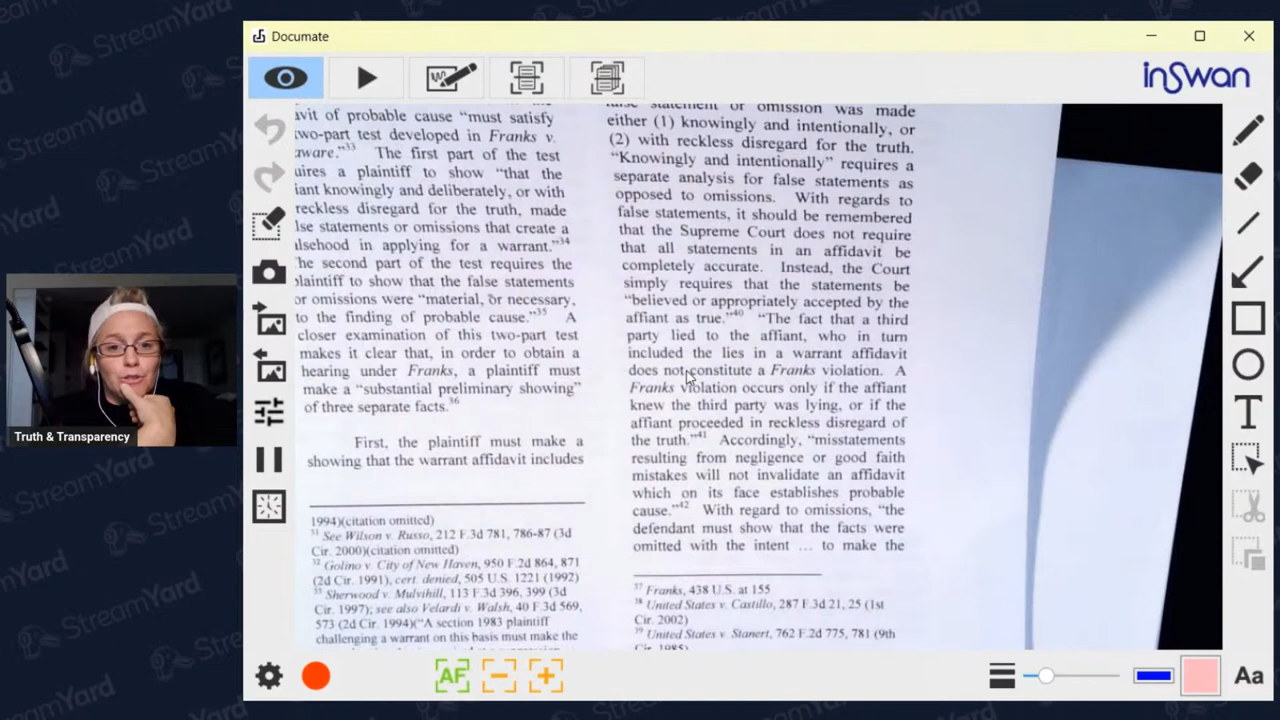 StreamYard
Documate
inswan
avit of probable cause “must satisfy
two-part test developed in Franks v.
aware.”33 The first part of the test
uires a plaintiff to show “that the
iant knowingly and deliberately, or with
reckless disregard for the truth, made
lse statements or omissions that create a
alsehood in applying for a warrant.”34
he second part of the test requires the
plaintiff to show that the false statements
or omissions were “material, or necessary,
to the finding of probable cause.”35 A
closer examination of this two-part test
makes it clear that, in order to obtain a
hearing under Franks, a plaintiff must
make a “substantial preliminary showing”
of three separate facts.36
First, the plaintiff must make a
showing that the warrant affidavit includes
1994)(citation omitted)
31 See Wilson v. Russo, 212 F.3d 781, 786-87 (3d
Cir. 2000)(citation omitted)
32 Golino v. City of New Haven, 950 F.2d 864, 871
(2d Cir. 1991), cert. denied, 505 U.S. 1221 (1992)
33 Sherwood v. Mulvihill, 113 F.3d 396, 399 (3d
Cir. 1997); see also Velardi v. Walsh, 40 F.3d 569,
573 (2d Cir. 1994)(“A section 1983 plaintiff
challenging a warrant on this basis must make the
false statement or omission was made
either (1) knowingly and intentionally, or
(2) with reckless disregard for the truth.
“Knowingly and intentionally” requires a
separate analysis for false statements as
opposed to omissions. With regards to
false statements, it should be remembered
that the Supreme Court does not require
that all statements in an affidavit be
completely accurate. Instead, the Court
simply requires that the statements be
“believed or appropriately accepted by the
affiant as true.”40 “The fact that a third
party lied to the affiant, who in turn
included the lies in a warrant affidavit
does not constitute a Franks violation. A
Franks violation occurs only if the affiant
knew the third party was lying, or if the
affiant proceeded in reckless disregard of
the truth.”41 Accordingly, “misstatements
resulting from negligence or good faith
mistakes will not invalidate an affidavit
which on its face establishes probable
cause.”42 With regard to omissions, “the
defendant must show that the facts were
omitted with the intent ... to make the
37 Franks, 438 U.S. at 155
38 United States v. Castillo, 287 F.3d 21, 25 (1st
Cir. 2002)
39 United States v. Stanert, 762 F.2d 775, 781 (9th
Cir. 1985)
Truth & Transparency
T
AF
Aa